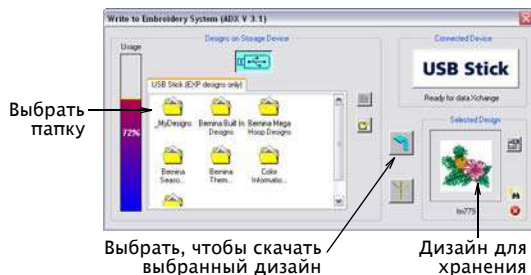 Write to Embroidery System (ADX V 3.1)
Usage
Designs on Storage Device
Connected Device
USB Stick
USB Stick (EXP designs only)
Ready for data Xchange
Выбрать
папку
72%
_MyDesigns
Bernina Built In
Designs
Bernina Mega
Hoop Designs
Selected Design
Bernina
Seaso...
Bernina
Them...
Color
Informatio...
Выбрать, чтобы скачать
выбранный дизайн
Дизайн для
хранения